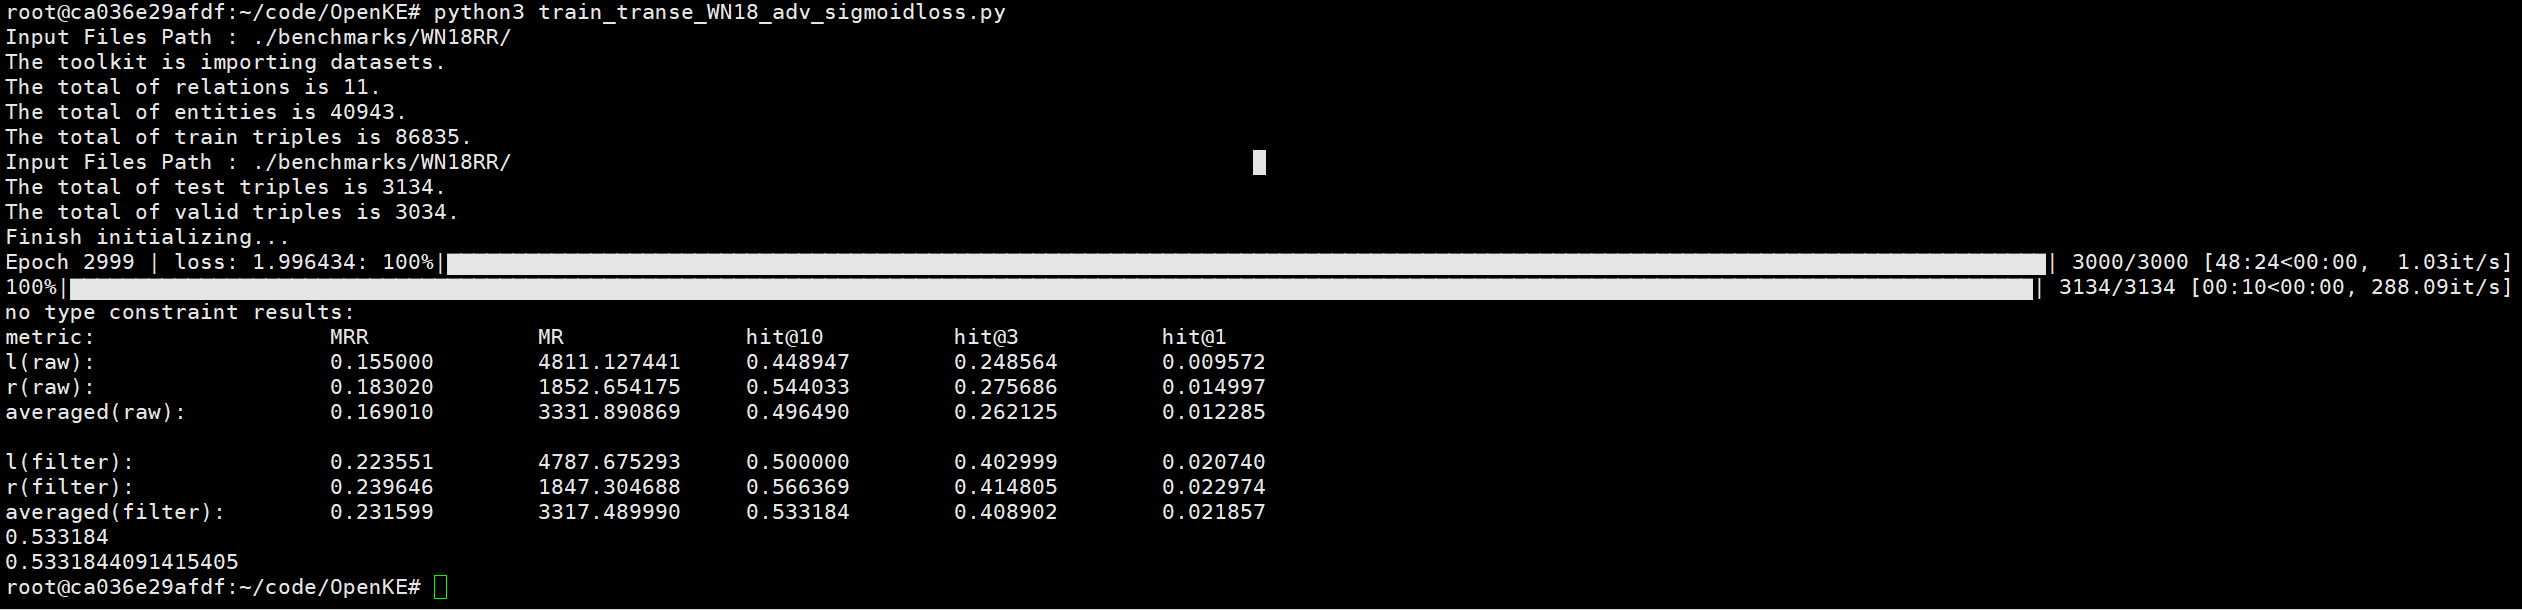 root@ca036e29afdf:~/code/OpenKE# python3 train_transe_WN18_adv_sigmoidloss.py
Input Files Path : ./benchmarks/WN18RR/
The toolkit is importing datasets.
The total of relations is 11.
The total of entities is 40943.
The total of train triples is 86835.
Input Files Path : ./benchmarks/WN18RR/
The total of test triples is 3134.
The total of valid triples is 3034.
Finish initializing...
Epoch 2999 | loss: 1.996434: 100%| | 3000/3000 [48:24<00:00,  1.03it/s]
100%| | 3134/3134 [00:10<00:00, 288.09it/s]
no type constraint results:
metric: MRR MR hit@10 hit@3 hit@1
l(raw): 0.155000 4811.127441 0.448947 0.248564 0.009572
r(raw): 0.183020 1852.654175 0.544033 0.275686 0.014997
averaged(raw): 0.169010 3331.890869 0.496490 0.262125 0.012285
l(filter): 0.223551 4787.675293 0.500000 0.402999 0.020740
r(filter): 0.239646 1847.304688 0.566369 0.414805 0.022974
averaged(filter): 0.231599 3317.489990 0.533184 0.408902 0.021857
0.533184
0.5331844091415405
root@ca036e29afdf:~/code/OpenKE#